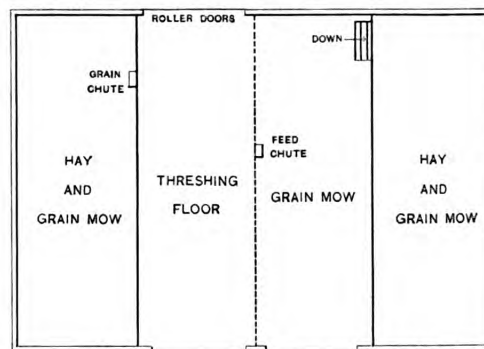 ROLLER DOORS
DOWN
GRAIN
CHUTE
FEED
CHUTE
HAY
AND
GRAIN MOW
THRESHING
FLOOR
GRAIN MOW
HAY
AND
GRAIN MOW